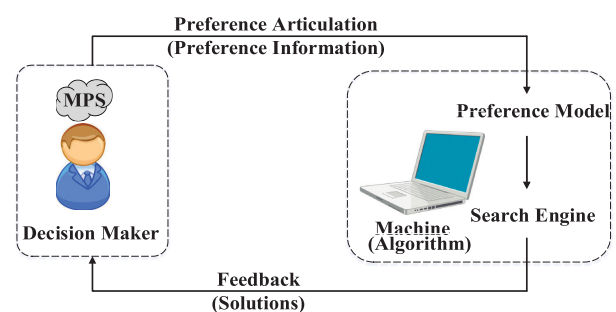 Preference Articulation
(Preference Information)
MPS
Decision Maker
Preference Model
Search Engine
Machine
(Algorithm)
Feedback
(Solutions)